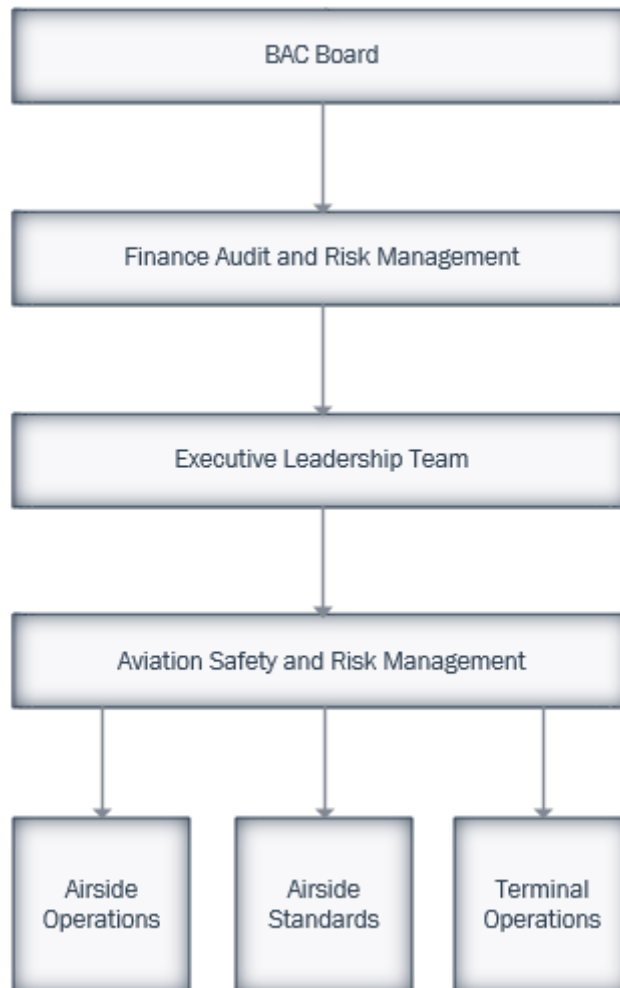 BAC Board
Finance Audit and Risk Management
Executive Leadership Team
Aviation Safety and Risk Management
Airside
Operations
Airside
Standards
Terminal
Operations